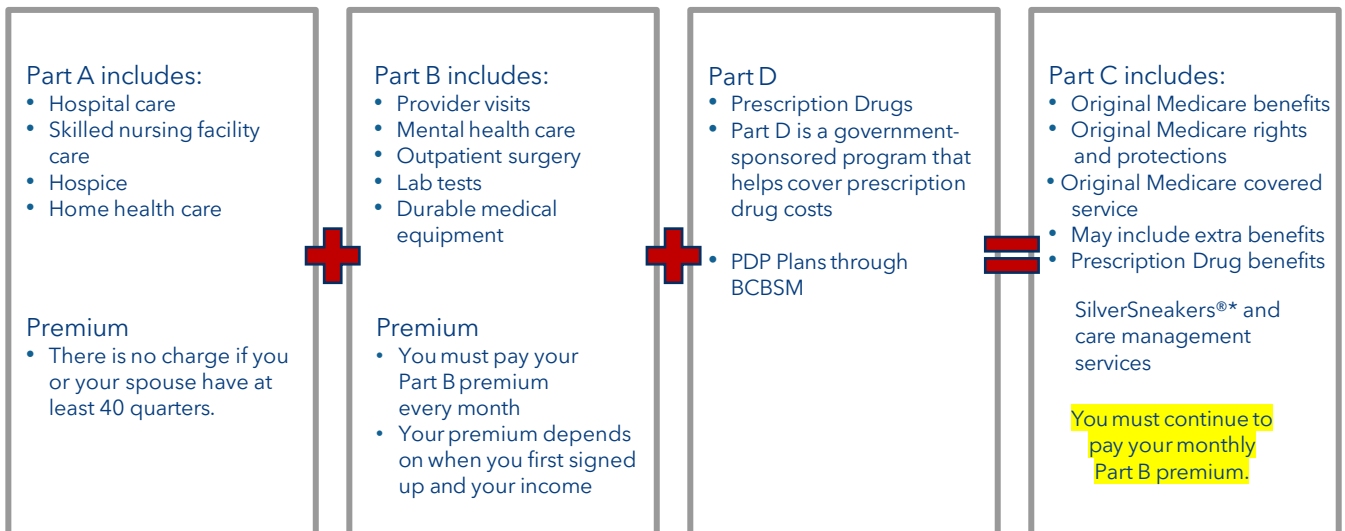 Part A includes:
• Hospital care
• Skilled nursing facility
care
• Hospice
• Home health care
Premium
• There is no charge if you
or your spouse have at
least 40 quarters.
Part B includes:
• Provider visits
• Mental health care
• Outpatient surgery
• Lab tests
• Durable medical
equipment
Premium
• You must pay your
Part B premium
every month
• Your premium depends
on when you first signed
up and your income
Part D
• Prescription Drugs
• Part D is a government-
sponsored program that
helps cover prescription
drug costs
• PDP Plans through
BCBSM
Part C includes:
• Original Medicare benefits
• Original Medicare rights
and protections
• Original Medicare covered
service
• May include extra benefits
• Prescription Drug benefits
SilverSneakers®* and
care management
services
You must continue to
pay your monthly
Part B premium.